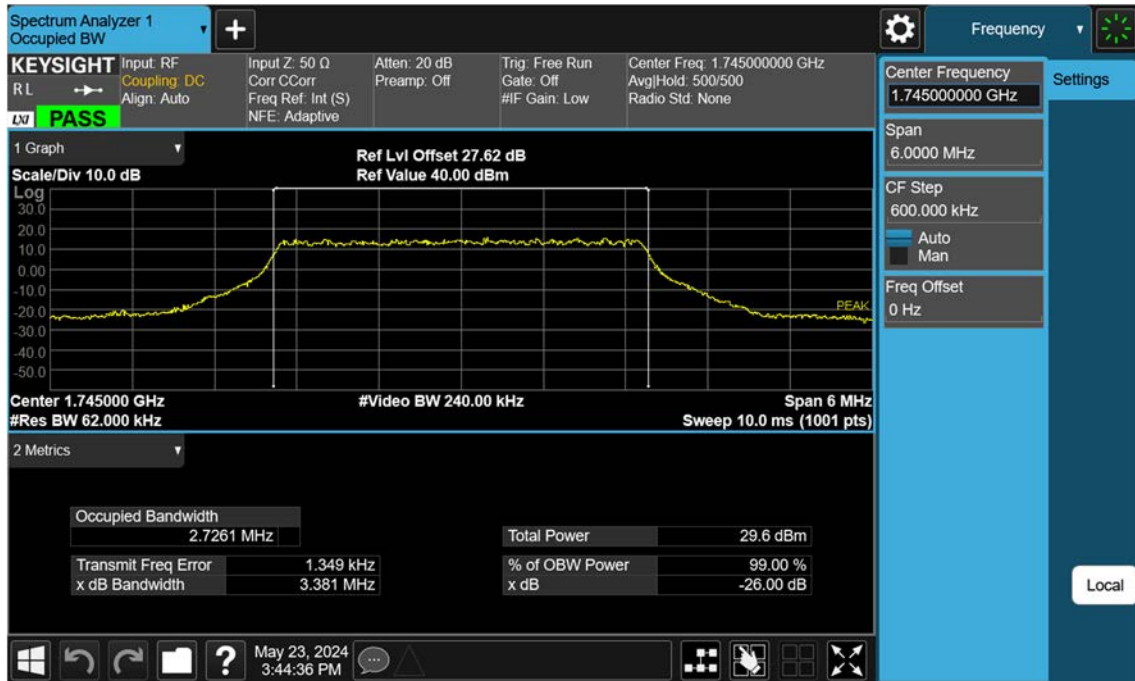 Spectrum Analyzer 1
Occupied BW
+
Frequency
KEYSIGHT
R L
LXI
PASS
Input: RF
Coupling: DC
Align: Auto
Input Z: 50 Ω
Corr CCorr
Freq Ref: Int (S)
NFE: Adaptive
Atten: 20 dB
Preamp: Off
Trig: Free Run
Gate: Off
#IF Gain: Low
Center Freq: 1.745000000 GHz
Avg|Hold: 500/500
Radio Std: None
1 Graph
Scale/Div 10.0 dB
Ref Lvl Offset 27.62 dB
Ref Value 40.00 dBm
Log
30.0
20.0
10.0
0.00
-10.0
-20.0
-30.0
-40.0
-50.0
PEAK
Center 1.745000 GHz
#Video BW 240.00 kHz
Span 6 MHz
#Res BW 62.000 kHz
Sweep 10.0 ms (1001 pts)
2 Metrics
Occupied Bandwidth
2.7261 MHz
Total Power 29.6 dBm
Transmit Freq Error 1.349 kHz
% of OBW Power 99.00 %
x dB Bandwidth 3.381 MHz
x dB -26.00 dB
?
May 23, 2024
3:44:36 PM
Center Frequency
1.745000000 GHz
Settings
Span
6.0000 MHz
CF Step
600.000 kHz
Auto
Man
Freq Offset
0 Hz
Local